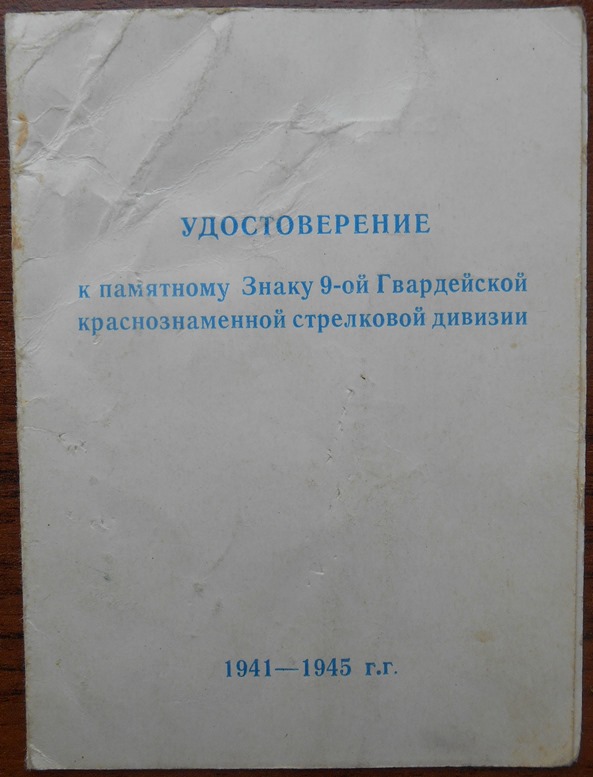 УДОСТОВЕРЕНИЕ
к памятному Знаку 9-ой Гвардейской
краснознаменной стрелковой дивизии
1941—1945 г.г.